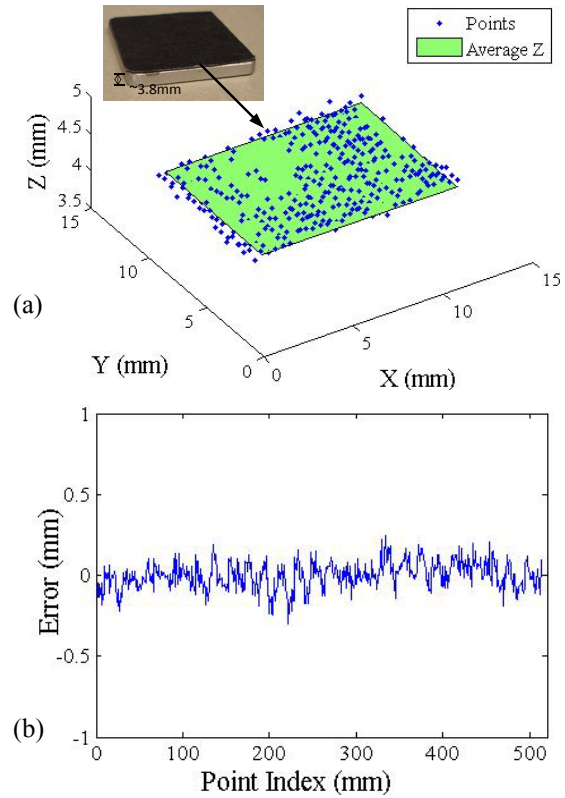 Points
Average Z
~3.8mm
5
4.5
4
3.5
Z (mm)
15
10
5
0
Y (mm)
0
5
10
15
X (mm)
(a)
1
0.5
0
-0.5
-1
Error (mm)
0
100
200
300
400
500
Point Index (mm)
(b)